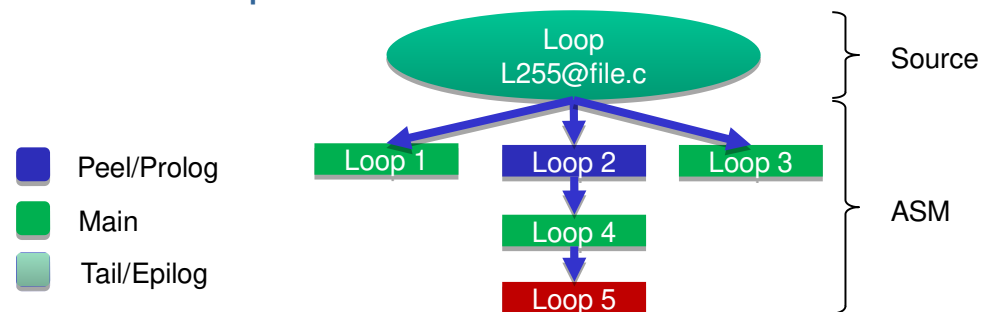 Loop
L255@file.c
Source
Loop 1
Loop 2
Loop 3
Peel/Prolog
Main
Tail/Epilog
Loop 4
ASM
Loop 5